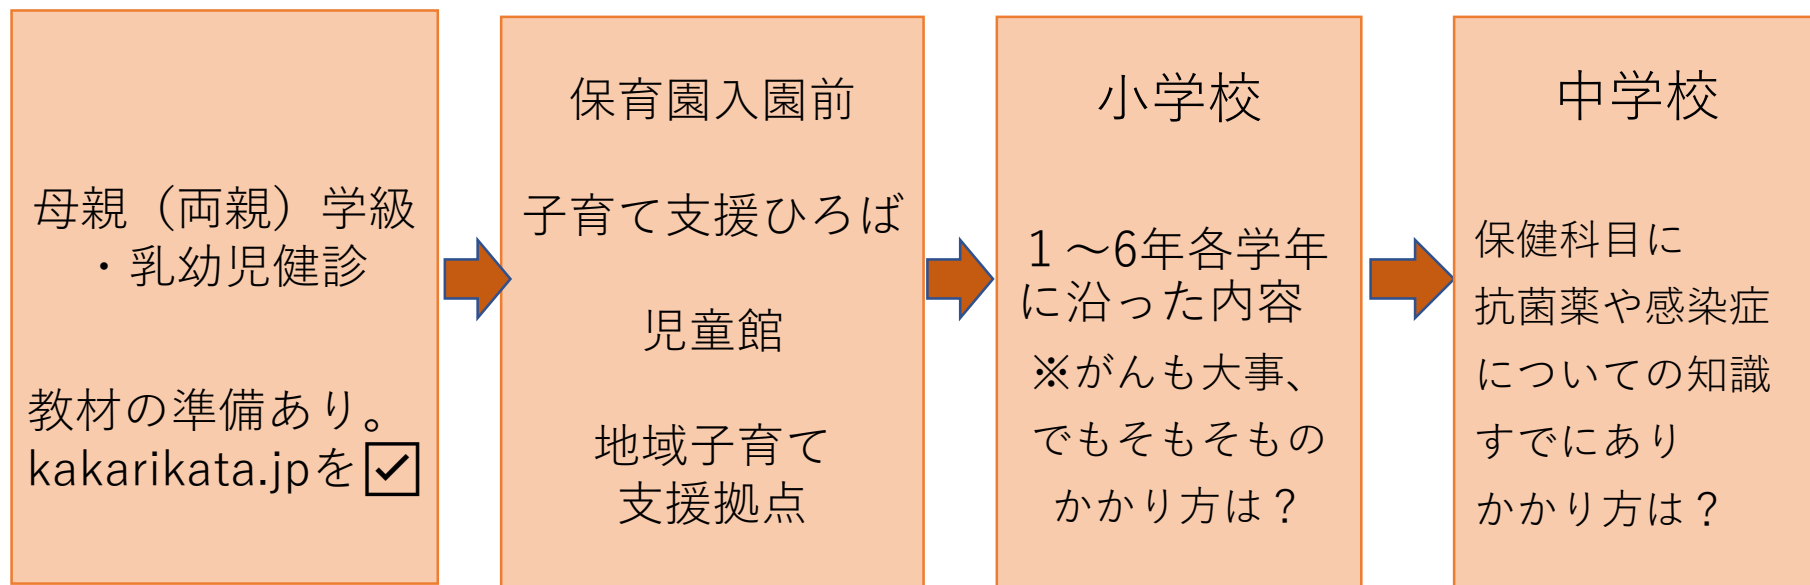 母親（両親）学級
・乳幼児健診
教材の準備あり。
kakarikata.jpを☑
保育園入園前
子育て支援ひろば
児童館
地域子育て
支援拠点
小学校
１～6年各学年
に沿った内容
※がんも大事、
でもそもそもの
かかり方は？
中学校
保健科目に
抗菌薬や感染症
についての知識
すでにあり
かかり方は？